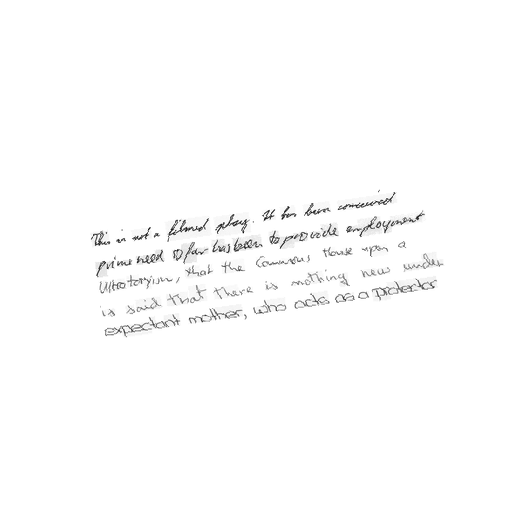 This is not a filmed play. It has been conceived
prime need so far has been to provide employment
that the Commons House upon a
is said that there is nothing new under
expectant mother, who acts as a protector